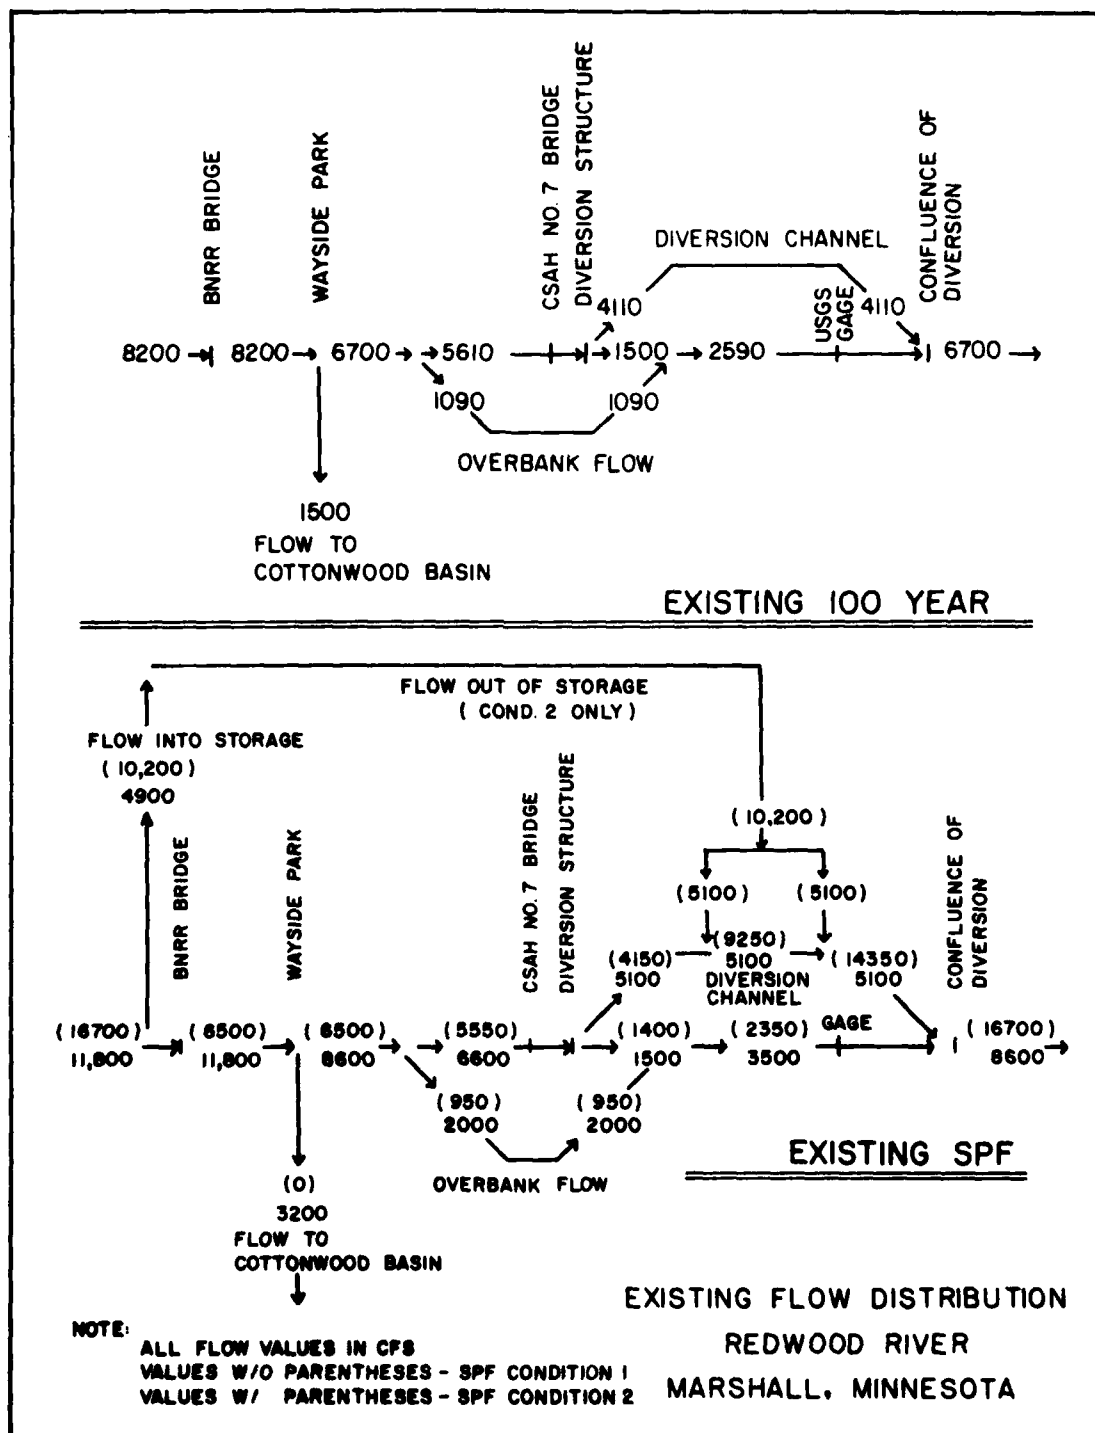 BNRR BRIDGE
WAYSIDE PARK
CSAH NO. 7 BRIDGE
DIVERSION STRUCTURE
DIVERSION CHANNEL
USGS
GAGE
CONFLUENCE OF
DIVERSION
4110
4110
8200
8200
6700
5610
1500
2590
6700
1090
1090
OVERBANK FLOW
1500
FLOW TO
COTTONWOOD BASIN
EXISTING 100 YEAR
FLOW OUT OF STORAGE
( COND. 2 ONLY )
FLOW INTO STORAGE
( 10,200 )
4900
BNRR BRIDGE
WAYSIDE PARK
CSAH NO. 7 BRIDGE
DIVERSION STRUCTURE
CONFLUENCE OF
DIVERSION
( 10,200 )
(5100)
(5100)
(4150)
5100
(9250)
5100
DIVERSION
CHANNEL
(14350)
5100
(16700)
11,800
(6500)
11,800
(6500)
8600
(5550)
6600
(1400)
1500
(2350)
3500
GAGE
(16700)
8600
(950)
2000
(950)
2000
OVERBANK FLOW
EXISTING SPF
(0)
3200
FLOW TO
COTTONWOOD BASIN
NOTE:
ALL FLOW VALUES IN CFS
VALUES W/O PARENTHESES - SPF CONDITION 1
VALUES W/ PARENTHESES - SPF CONDITION 2
EXISTING FLOW DISTRIBUTION
REDWOOD RIVER
MARSHALL, MINNESOTA